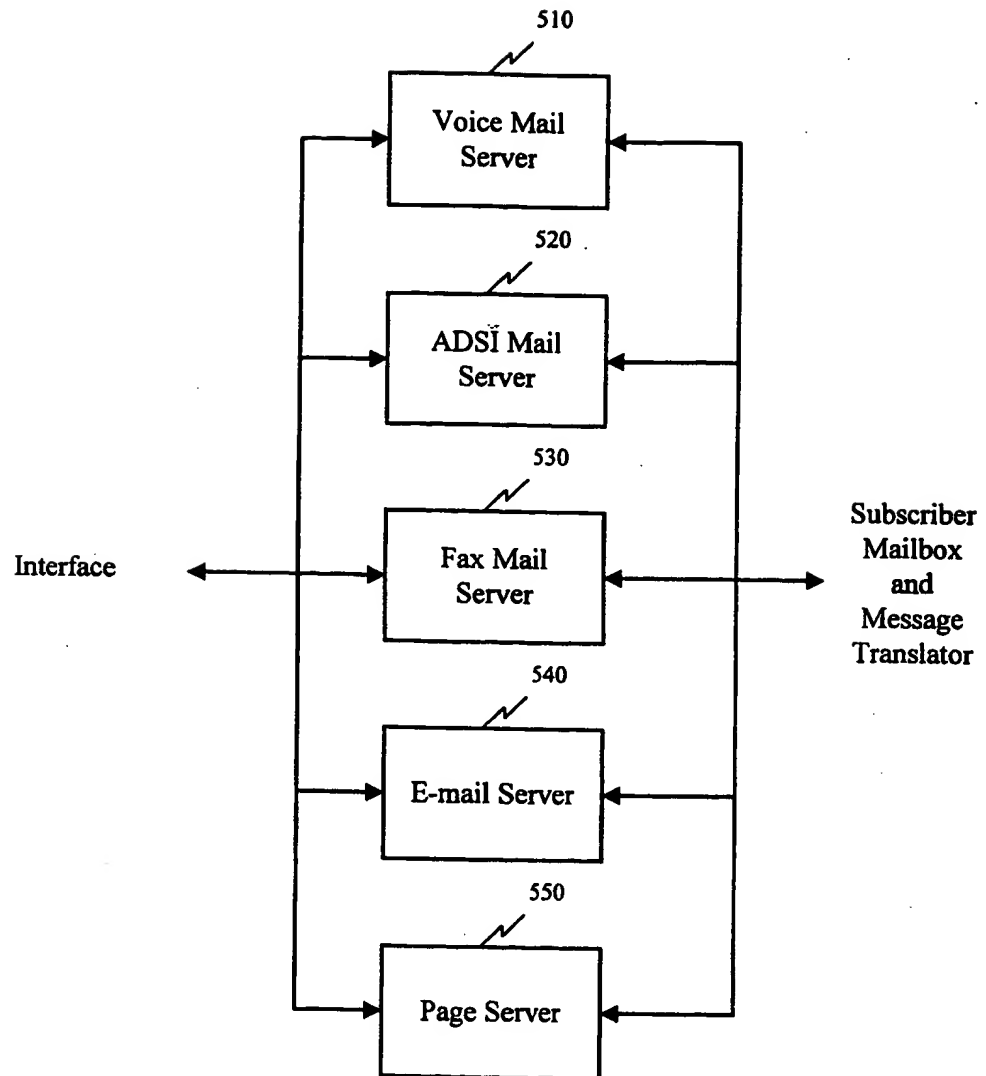 510
Voice Mail
Server
520
ADSI Mail
Server
530
Fax Mail
Server
Interface
Subscriber
Mailbox
and
Message
Translator
540
E-mail Server
550
Page Server